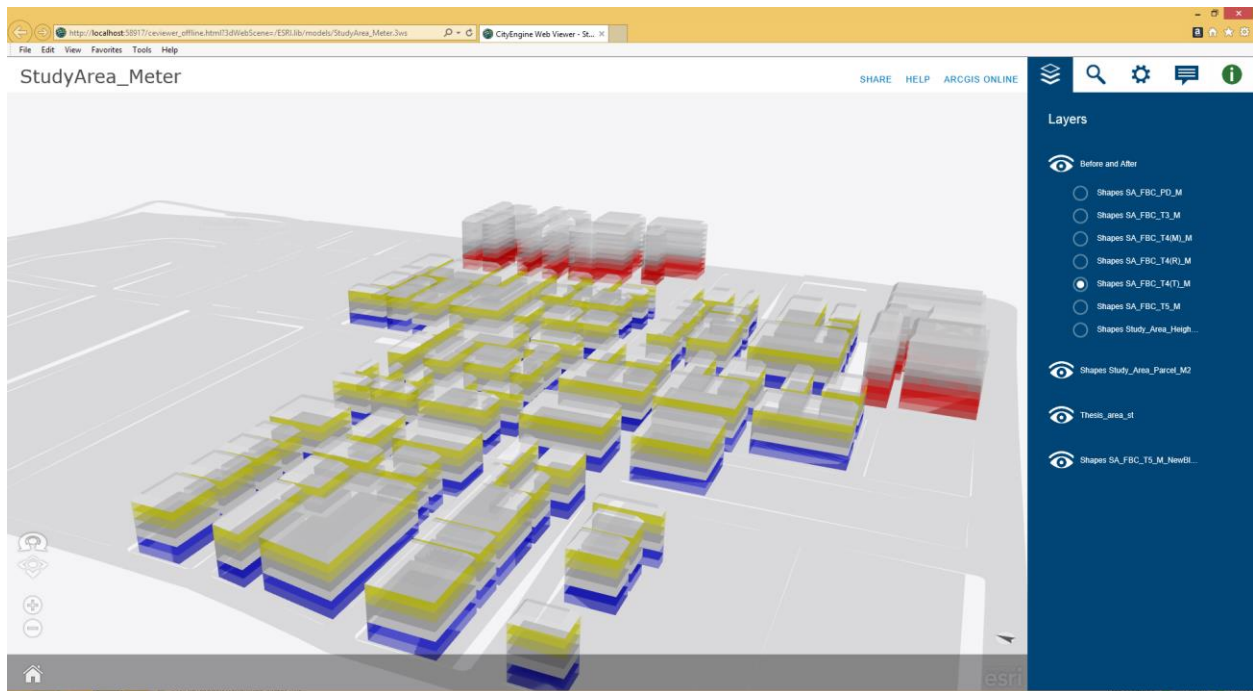 http://localhost:58917/ceviewer_offline.html?3dWebScene=/ESRI.lib/models/StudyArea_Meter.3ws
CityEngine Web Viewer - St...
File Edit View Favorites Tools Help
StudyArea_Meter
SHARE HELP ARCGIS ONLINE
Layers
Before and After
Shapes SA_FBC_PD_M
Shapes SA_FBC_T3_M
Shapes SA_FBC_T4(M)_M
Shapes SA_FBC_T4(R)_M
Shapes SA_FBC_T4(T)_M
Shapes SA_FBC_T5_M
Shapes Study_Area_Heigh...
Shapes Study_Area_Parcel_M2
Thesis_area_st
Shapes SA_FBC_T5_M_NewBl...
esri